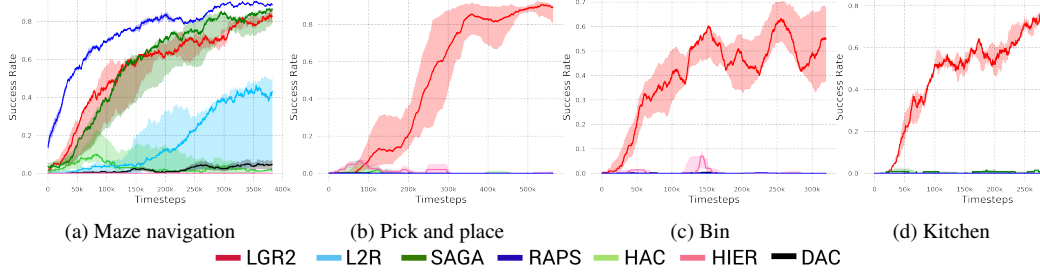 Success Rate
0.8
0.6
0.4
0.2
0.0
0 50k 100k 150k 200k 250k 300k 350k 400k
Timesteps
(a) Maze navigation
Success Rate
0.8
0.6
0.4
0.2
0.0
0 100k 200k 300k 400k 500k
Timesteps
(b) Pick and place
Success Rate
0.7
0.6
0.5
0.4
0.3
0.2
0.1
0.0
0 50k 100k 150k 200k 250k 300k
Timesteps
(c) Bin
Success Rate
0.8
0.6
0.4
0.2
0.0
0 50k 100k 150k 200k 250k
Timesteps
(d) Kitchen
LGR2 L2R SAGA RAPS HAC HIER DAC